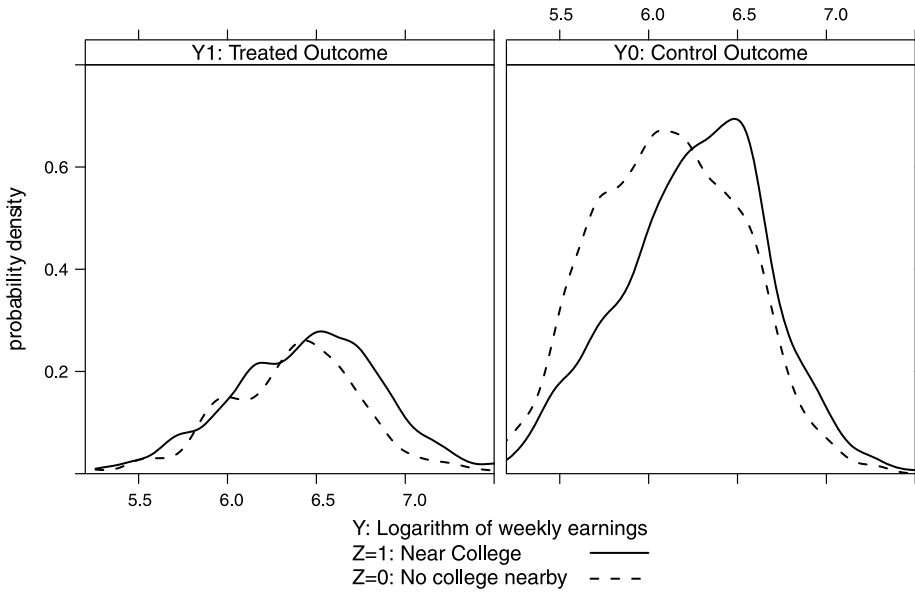 5.5 6.0 6.5 7.0
Y1: Treated Outcome
Y0: Control Outcome
probability density
0.6
0.4
0.2
5.5 6.0 6.5 7.0
Y: Logarithm of weekly earnings
Z=1: Near College
Z=0: No college nearby